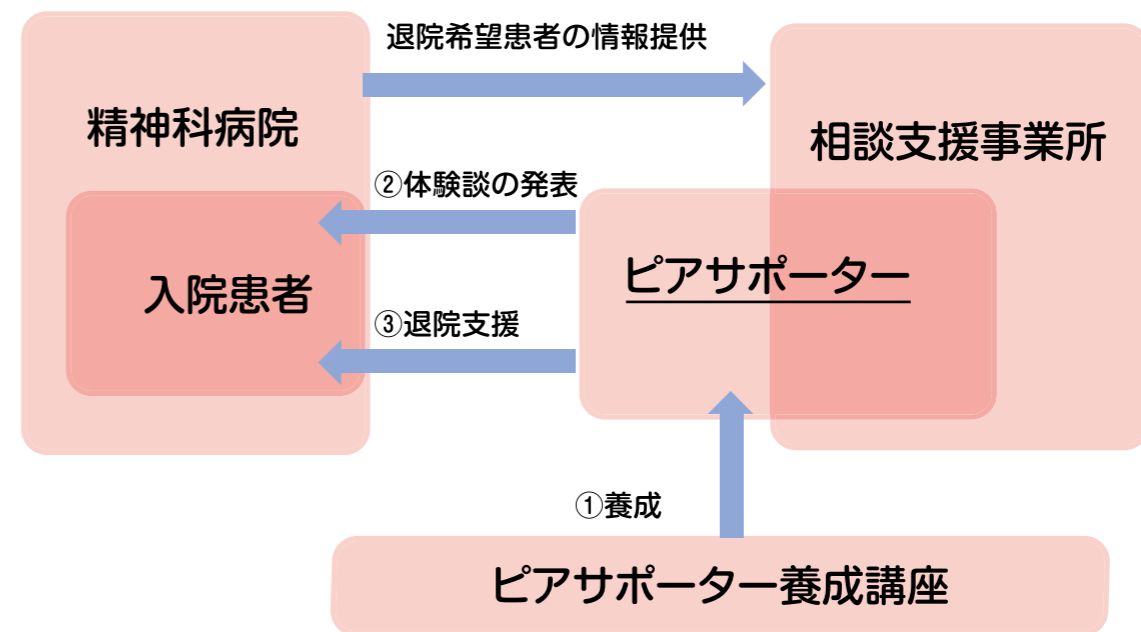 退院希望患者の情報提供
精神科病院
相談支援事業所
②体験談の発表
ピアサポーター
入院患者
③退院支援
①養成
ピアサポーター養成講座